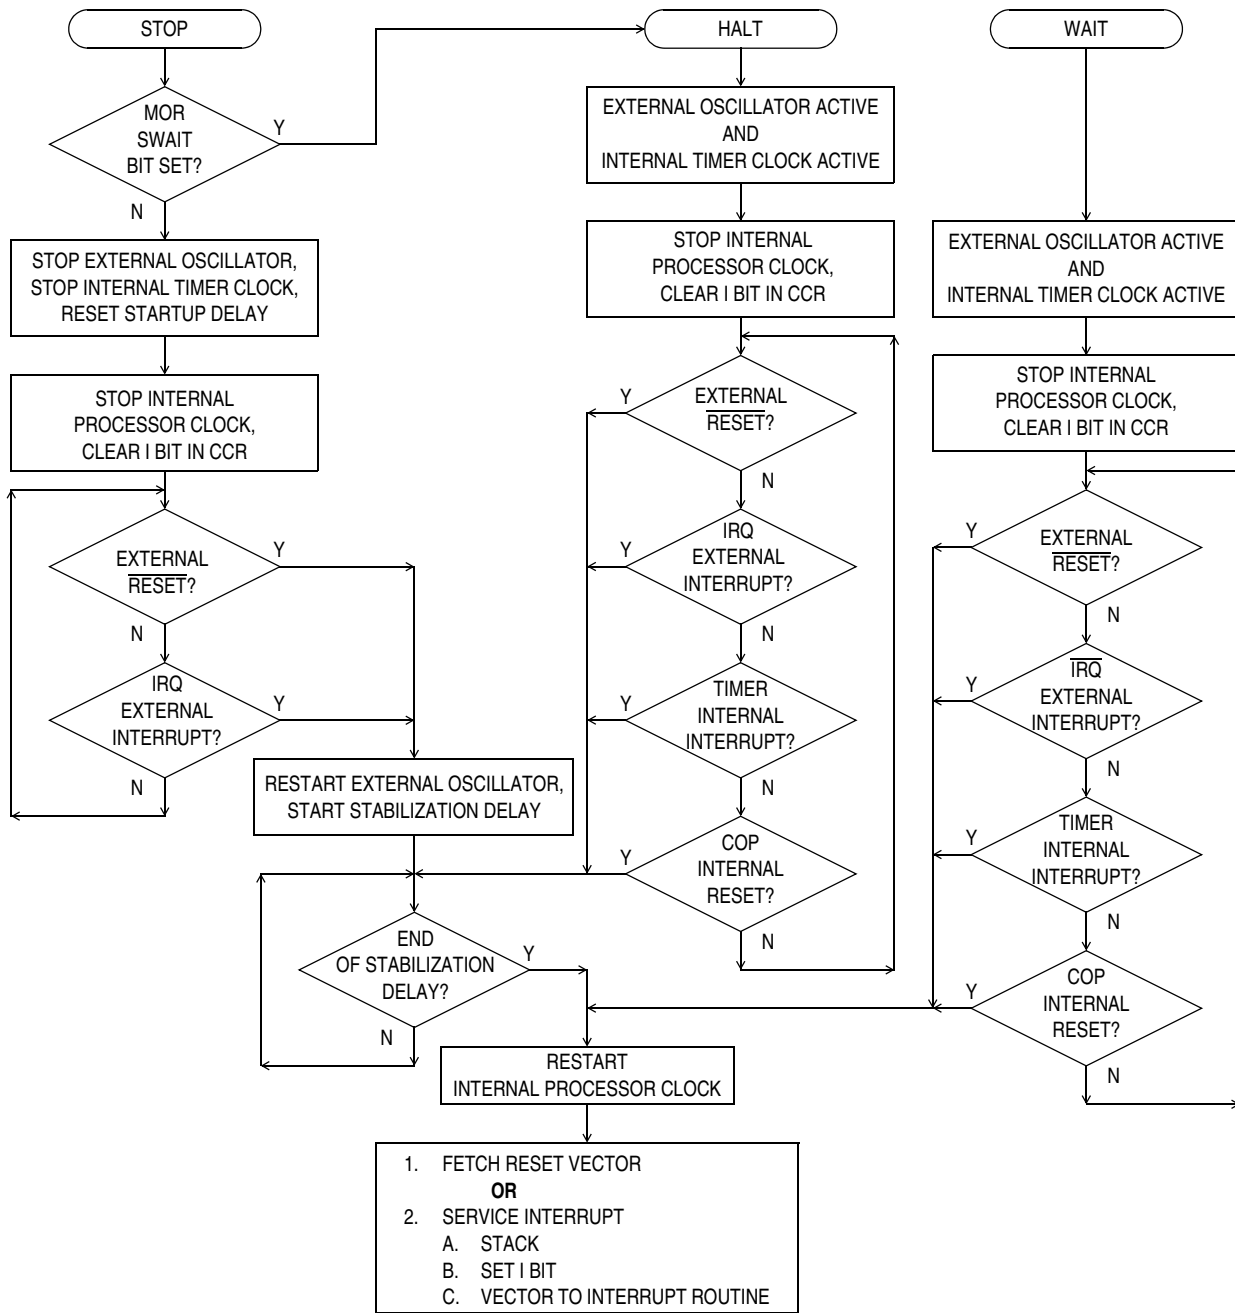 STOP
MOR
SWAIT
BIT SET?
Y
N
STOP EXTERNAL OSCILLATOR,
STOP INTERNAL TIMER CLOCK,
RESET STARTUP DELAY
STOP INTERNAL
PROCESSOR CLOCK,
CLEAR I BIT IN CCR
EXTERNAL
RESET?
Y
N
IRQ
EXTERNAL
INTERRUPT?
Y
N
RESTART EXTERNAL OSCILLATOR,
START STABILIZATION DELAY
END
OF STABILIZATION
DELAY?
Y
N
HALT
EXTERNAL OSCILLATOR ACTIVE
AND
INTERNAL TIMER CLOCK ACTIVE
STOP INTERNAL
PROCESSOR CLOCK,
CLEAR I BIT IN CCR
EXTERNAL
RESET?
Y
N
IRQ
EXTERNAL
INTERRUPT?
Y
N
TIMER
INTERNAL
INTERRUPT?
Y
N
COP
INTERNAL
RESET?
Y
N
WAIT
EXTERNAL OSCILLATOR ACTIVE
AND
INTERNAL TIMER CLOCK ACTIVE
STOP INTERNAL
PROCESSOR CLOCK,
CLEAR I BIT IN CCR
EXTERNAL
RESET?
Y
N
IRQ
EXTERNAL
INTERRUPT?
Y
N
TIMER
INTERNAL
INTERRUPT?
Y
N
COP
INTERNAL
RESET?
Y
N
RESTART
INTERNAL PROCESSOR CLOCK
1. FETCH RESET VECTOR
OR
2. SERVICE INTERRUPT
A. STACK
B. SET I BIT
C. VECTOR TO INTERRUPT ROUTINE